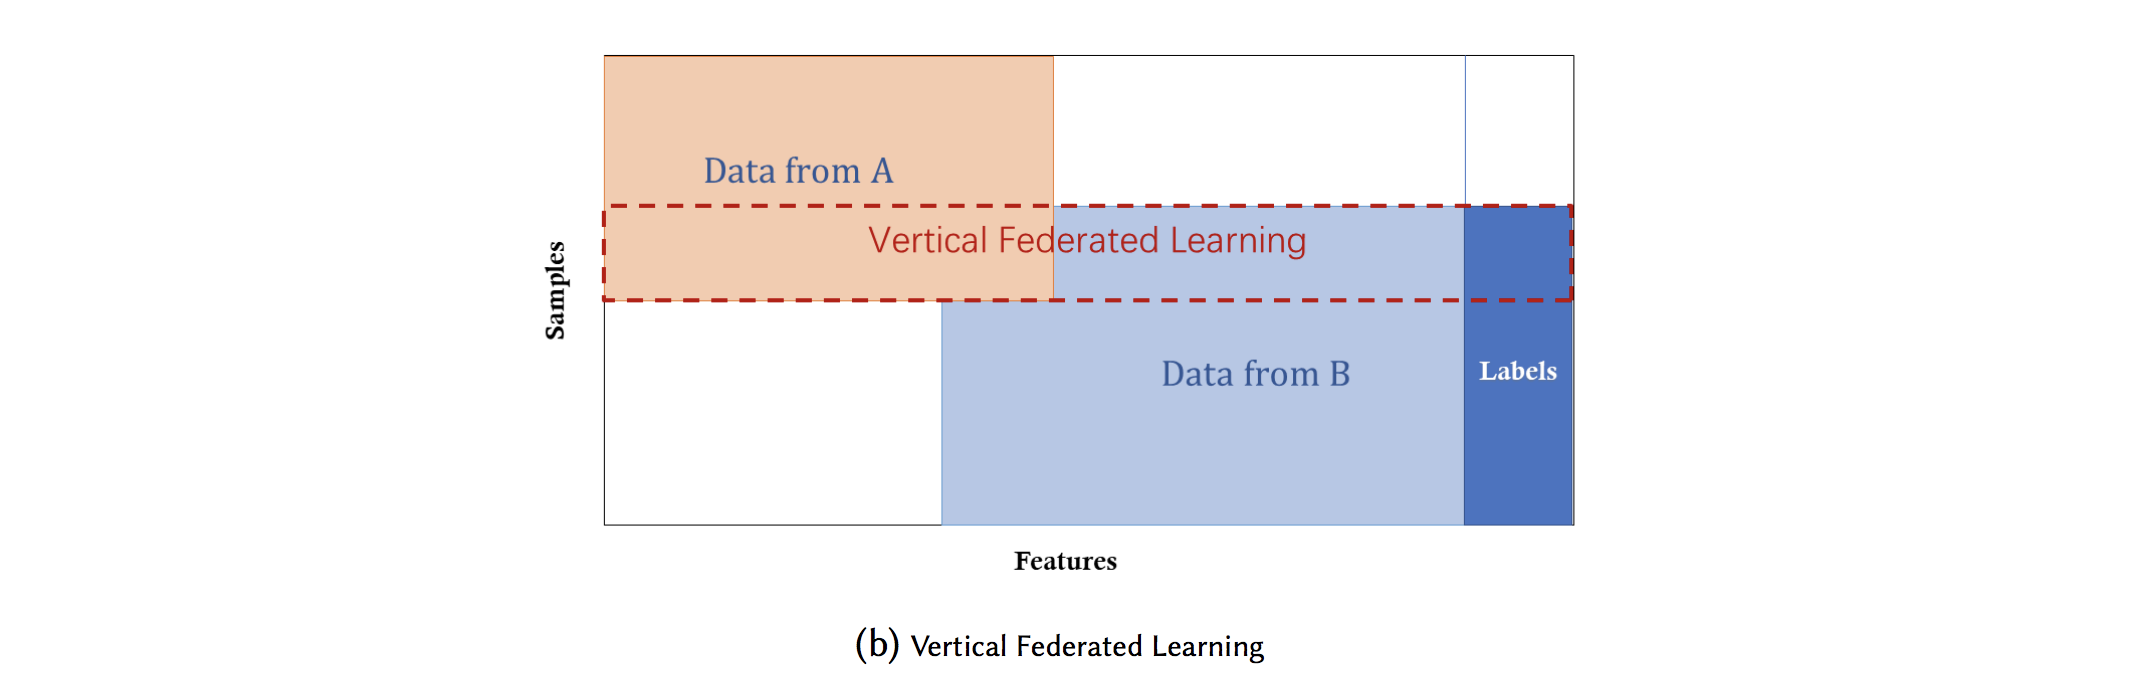 Data from A
Vertical Federated Learning
Samples
Data from B
Labels
Features
(b) Vertical Federated Learning